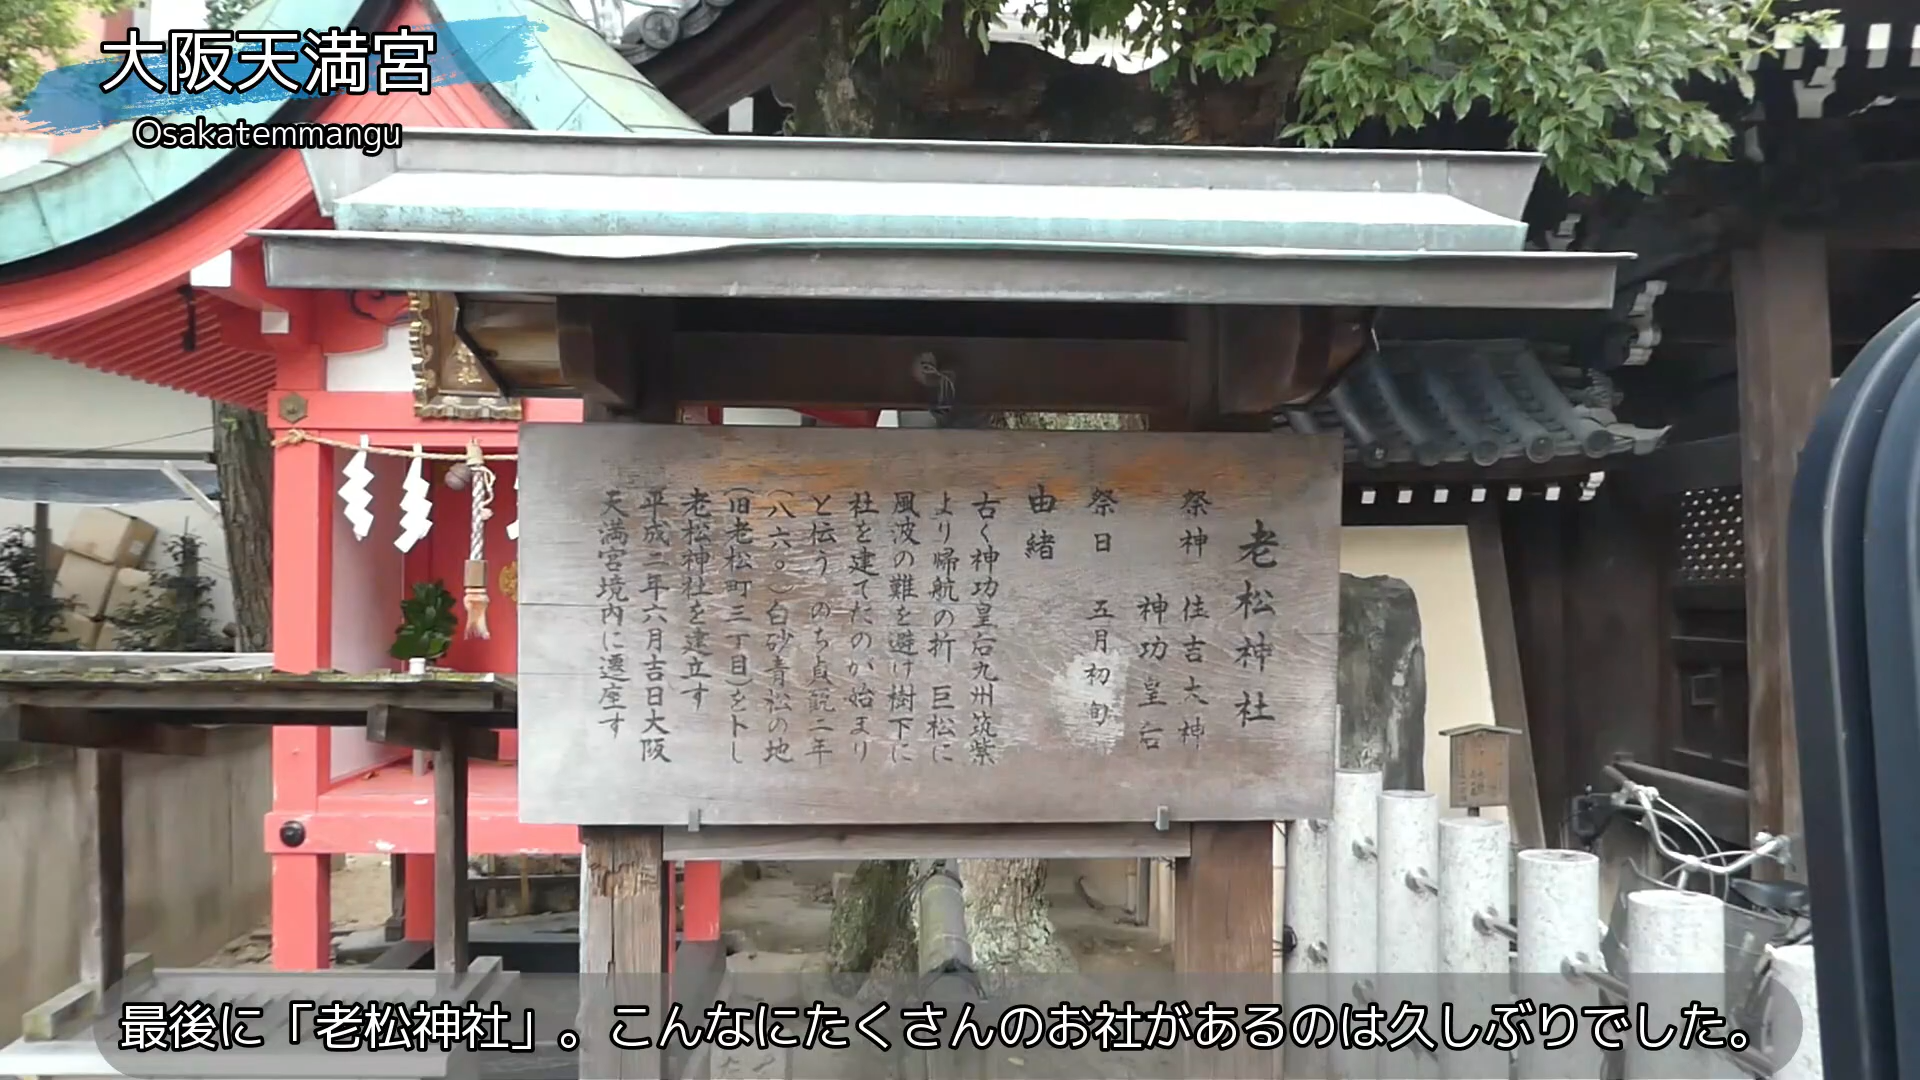 大阪天満宮
Osakatemmangu
老松神社
祭神 住吉大神
神功皇后
祭日 五月初旬
由緒
古く神功皇后九州筑紫
より帰航の折 巨松に
風波の難を避け樹下に
社を建てたのが始まり
と伝う のち貞観二年
(八六〇)白砂青松の地
(旧老松町三丁目)を卜し
老松神社を建立す
平成二年六月吉日大阪
天満宮境内に遷座す
最後に「老松神社」。こんなにたくさんのお社があるのは久しぶりでした。